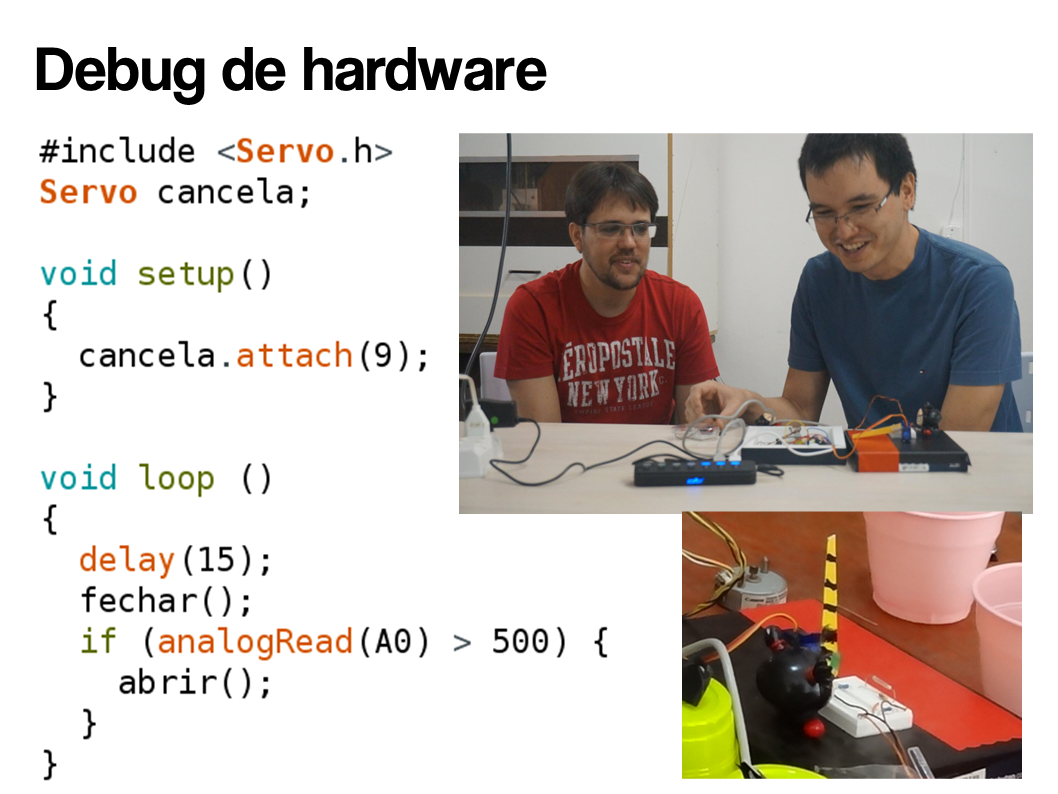 Debug de hardware
#include <Servo.h>
Servo cancela;
void setup()
{
  cancela.attach(9);
}
void loop ()
{
  delay(15);
  fechar();
  if (analogRead(A0) > 500) {
    abrir();
  }
}
ÉROPOSTALE
NEW YORK